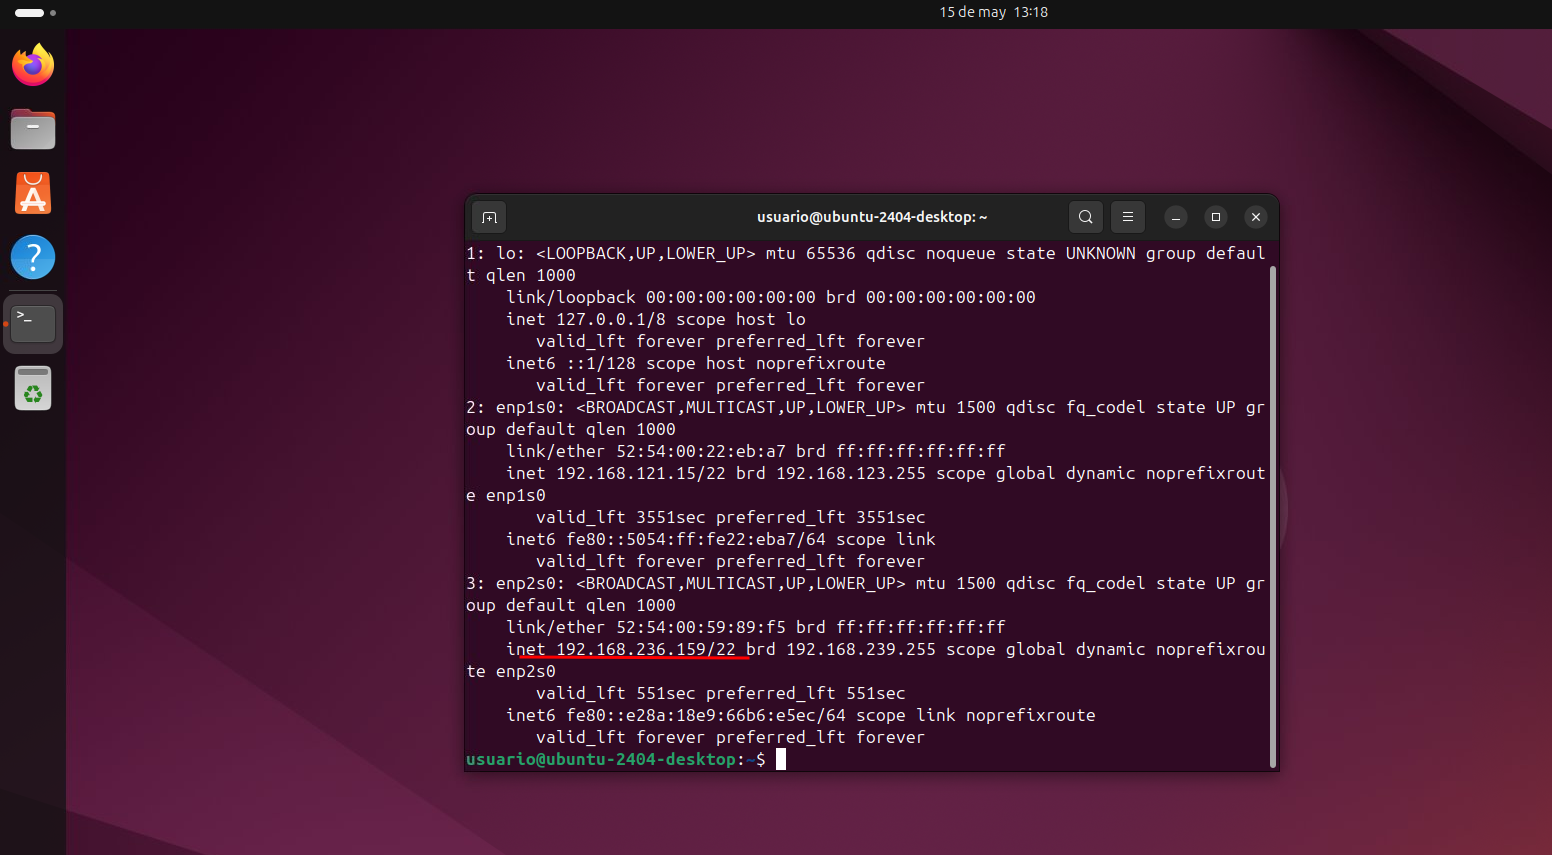 15 de may 13:18
usuario@ubuntu-2404-desktop: ~
1: lo: <LOOPBACK,UP,LOWER_UP> mtu 65536 qdisc noqueue state UNKNOWN group defaul
t qlen 1000
    link/loopback 00:00:00:00:00:00 brd 00:00:00:00:00:00
    inet 127.0.0.1/8 scope host lo
       valid_lft forever preferred_lft forever
    inet6 ::1/128 scope host noprefixroute
       valid_lft forever preferred_lft forever
2: enp1s0: <BROADCAST,MULTICAST,UP,LOWER_UP> mtu 1500 qdisc fq_codel state UP gr
oup default qlen 1000
    link/ether 52:54:00:22:eb:a7 brd ff:ff:ff:ff:ff:ff
    inet 192.168.121.15/22 brd 192.168.123.255 scope global dynamic noprefixrout
e enp1s0
       valid_lft 3551sec preferred_lft 3551sec
    inet6 fe80::5054:ff:fe22:eba7/64 scope link
       valid_lft forever preferred_lft forever
3: enp2s0: <BROADCAST,MULTICAST,UP,LOWER_UP> mtu 1500 qdisc fq_codel state UP gr
oup default qlen 1000
    link/ether 52:54:00:59:89:f5 brd ff:ff:ff:ff:ff:ff
    inet 192.168.236.159/22 brd 192.168.239.255 scope global dynamic noprefixrou
te enp2s0
       valid_lft 551sec preferred_lft 551sec
    inet6 fe80::e28a:18e9:66b6:e5ec/64 scope link noprefixroute
       valid_lft forever preferred_lft forever
usuario@ubuntu-2404-desktop:~$